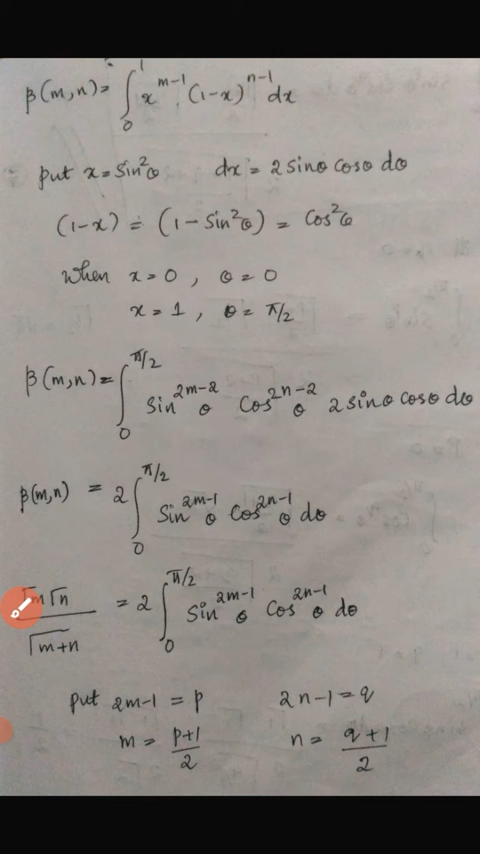 β(m,n) = ∫₀¹ x^(m-1) (1-x)^(n-1) dx
put x = Sin²θ dx = 2 sinθ cosθ dθ
(1-x) = (1-Sin²θ) = Cos²θ
When x = 0 , θ = 0
x = 1 , θ = π/2
β(m,n) = ∫₀^(π/2) Sin^(2m-2) θ Cos^(2n-2) θ 2 sinθ cosθ dθ
β(m,n) = 2 ∫₀^(π/2) Sin^(2m-1) θ Cos^(2n-1) θ dθ
Γm Γn / Γm+n = 2 ∫₀^(π/2) Sin^(2m-1) θ Cos^(2n-1) θ dθ
put 2m-1 = p 2n-1 = q
m = (p+1)/2 n = (q+1)/2